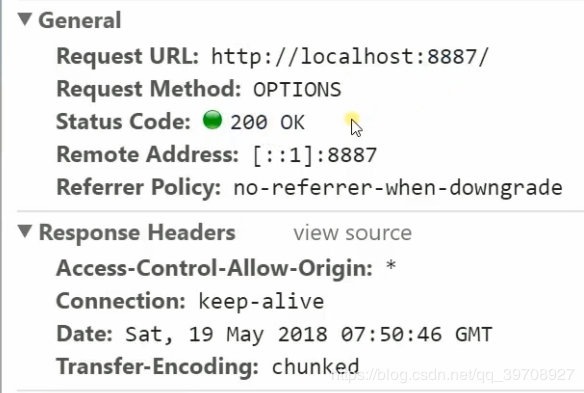 General
Request URL: http://localhost:8887/
Request Method: OPTIONS
Status Code: 200 OK
Remote Address: [::1]:8887
Referrer Policy: no-referrer-when-downgrade
Response Headers view source
Access-Control-Allow-Origin: *
Connection: keep-alive
Date: Sat, 19 May 2018 07:50:46 GMT
Transfer-Encoding: chunked
https://blog.csdn.net/qq_39708927